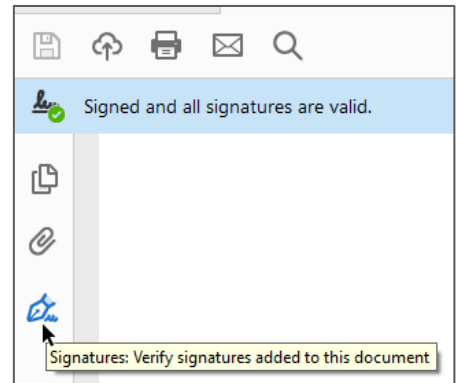 Signed and all signatures are valid.
Signatures: Verify signatures added to this document